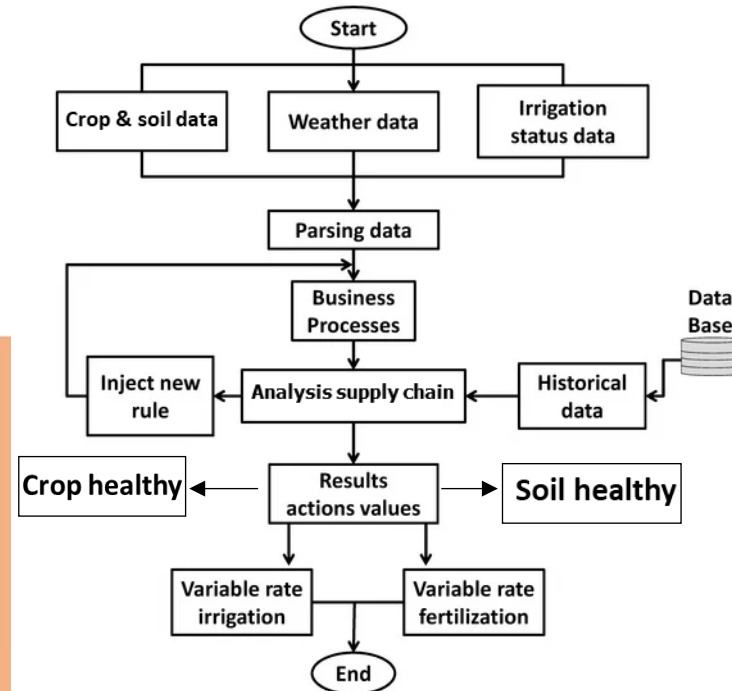 Start
Crop & soil data
Weather data
Irrigation
status data
Parsing data
Business
Processes
Data
Base
Inject new
rule
Analysis supply chain
Historical
data
Crop healthy
Results
actions values
Soil healthy
Variable rate
irrigation
Variable rate
fertilization
End